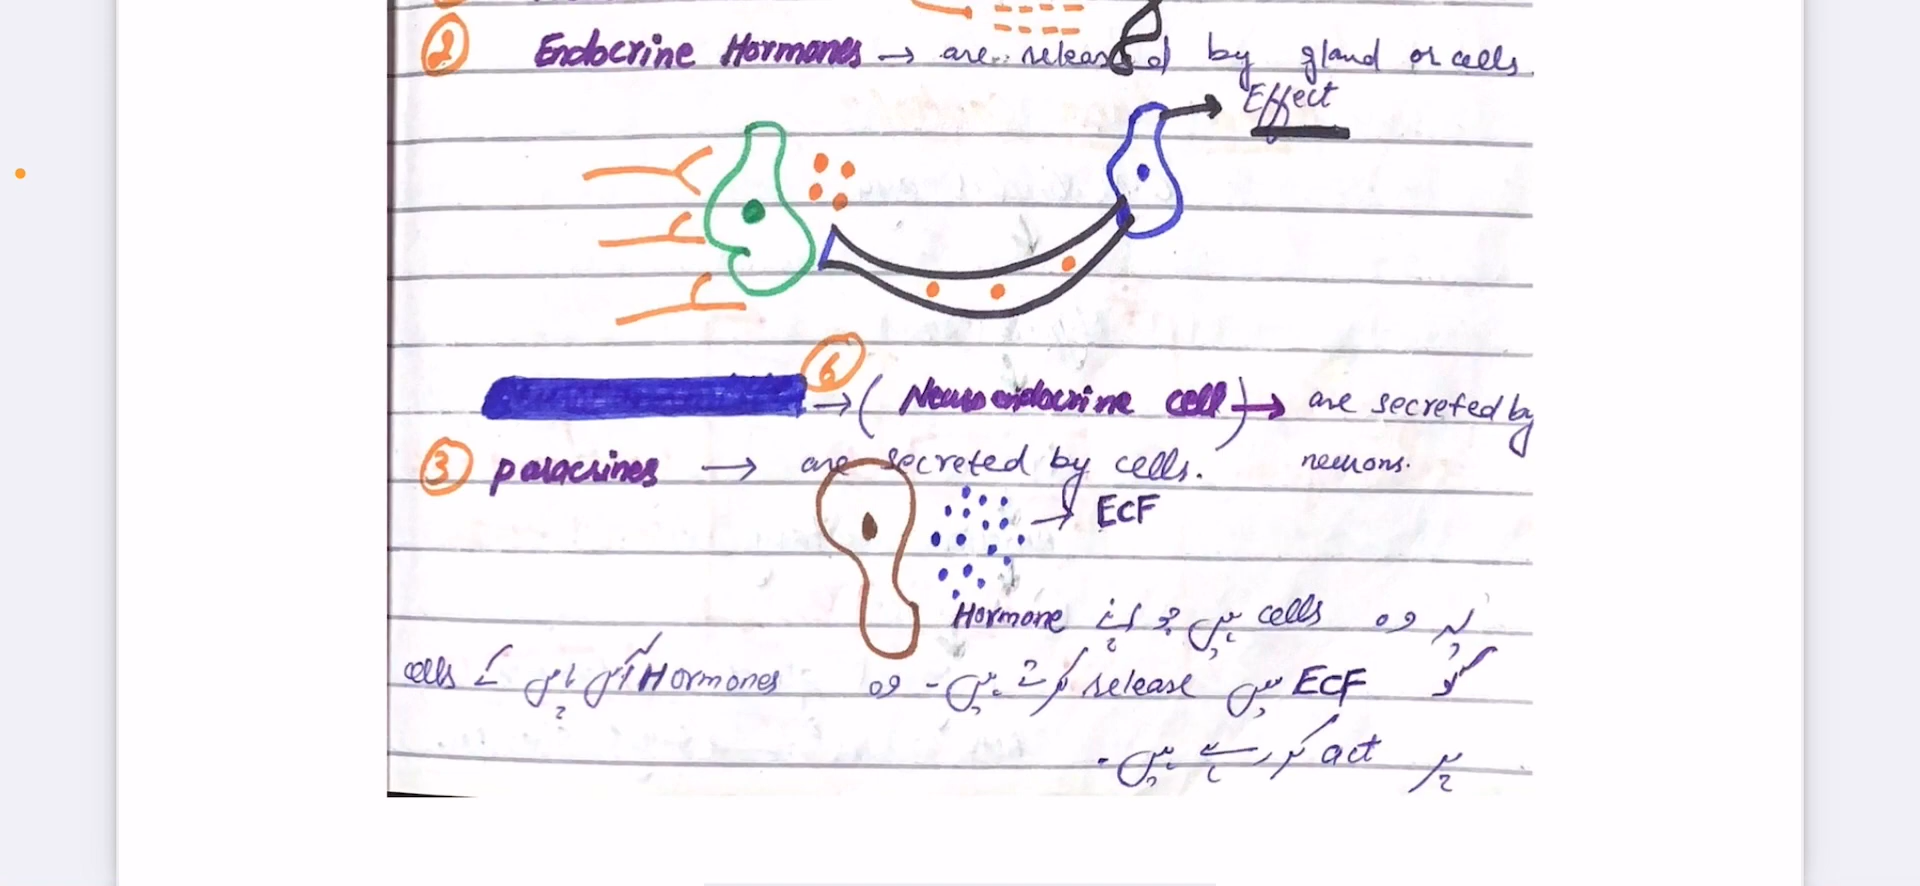 2 Endocrine Hormones → are released by gland or cells.
Effect
6
→ (Neuroendocrine cell) → are secreted by
neurons.
3 paracrines → are secreted by cells.
→ ECF
یہ وہ cells ہیں جو اپنے Hormone
کو ECF میں release کرتے ہیں۔ وہ Hormones آس پاس کے cells
پر act کر رہے ہیں۔